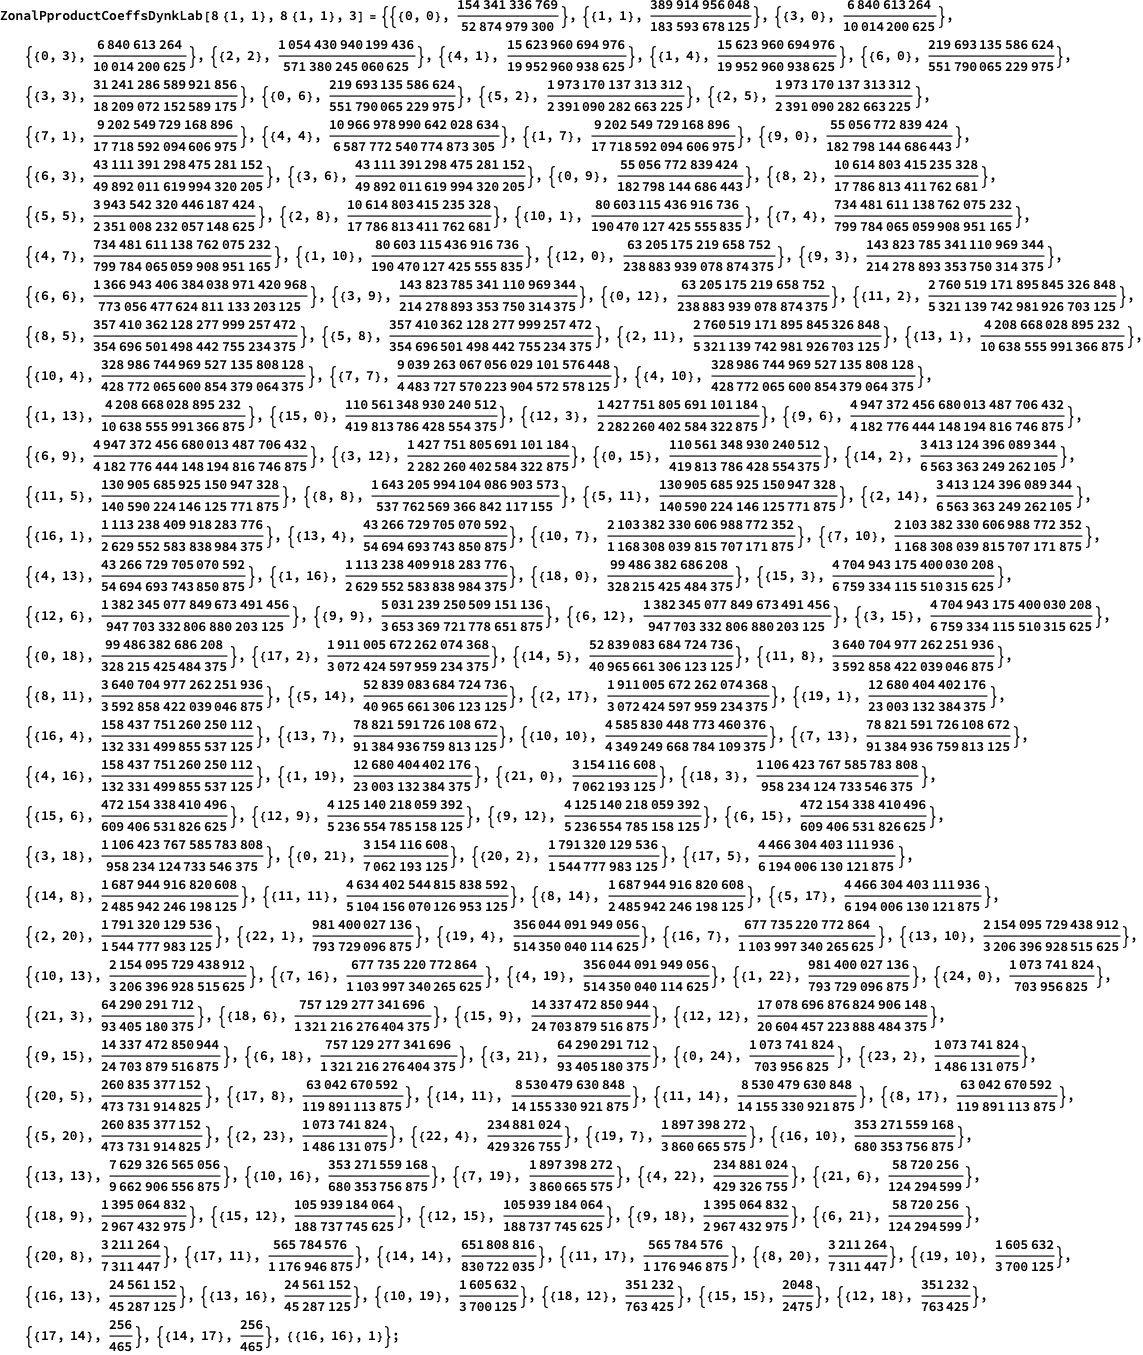 ZonalPproductCoeffsDynkLab[8 {1, 1}, 8 {1, 1}, 3] = {{{0, 0}, 154 341 336 769/52 874 979 300}, {{1, 1}, 389 914 956 048/183 593 678 125}, {{3, 0}, 6 840 613 264/10 014 200 625},
{{0, 3}, 6 840 613 264/10 014 200 625}, {{2, 2}, 1 054 430 940 199 436/571 380 245 060 625}, {{4, 1}, 15 623 960 694 976/19 952 960 938 625}, {{1, 4}, 15 623 960 694 976/19 952 960 938 625}, {{6, 0}, 219 693 135 586 624/551 790 065 229 975},
{{3, 3}, 31 241 286 589 921 856/18 209 072 152 589 175}, {{0, 6}, 219 693 135 586 624/551 790 065 229 975}, {{5, 2}, 1 973 170 137 313 312/2 391 090 282 663 225}, {{2, 5}, 1 973 170 137 313 312/2 391 090 282 663 225},
{{7, 1}, 9 202 549 729 168 896/17 718 592 094 606 975}, {{4, 4}, 10 966 978 990 642 028 634/6 587 772 540 774 873 305}, {{1, 7}, 9 202 549 729 168 896/17 718 592 094 606 975}, {{9, 0}, 55 056 772 839 424/182 798 144 686 443},
{{6, 3}, 43 111 391 298 475 281 152/49 892 011 619 994 320 205}, {{3, 6}, 43 111 391 298 475 281 152/49 892 011 619 994 320 205}, {{0, 9}, 55 056 772 839 424/182 798 144 686 443}, {{8, 2}, 10 614 803 415 235 328/17 786 813 411 762 681},
{{5, 5}, 3 943 542 320 446 187 424/2 351 008 232 057 148 625}, {{2, 8}, 10 614 803 415 235 328/17 786 813 411 762 681}, {{10, 1}, 80 603 115 436 916 736/190 470 127 425 555 835}, {{7, 4}, 734 481 611 138 762 075 232/799 784 065 059 908 951 165},
{{4, 7}, 734 481 611 138 762 075 232/799 784 065 059 908 951 165}, {{1, 10}, 80 603 115 436 916 736/190 470 127 425 555 835}, {{12, 0}, 63 205 175 219 658 752/238 883 939 078 874 375}, {{9, 3}, 143 823 785 341 110 969 344/214 278 893 353 750 314 375},
{{6, 6}, 1 366 943 406 384 038 971 420 968/773 056 477 624 811 133 203 125}, {{3, 9}, 143 823 785 341 110 969 344/214 278 893 353 750 314 375}, {{0, 12}, 63 205 175 219 658 752/238 883 939 078 874 375}, {{11, 2}, 2 760 519 171 895 845 326 848/5 321 139 742 981 926 703 125},
{{8, 5}, 357 410 362 128 277 999 257 472/354 696 501 498 442 755 234 375}, {{5, 8}, 357 410 362 128 277 999 257 472/354 696 501 498 442 755 234 375}, {{2, 11}, 2 760 519 171 895 845 326 848/5 321 139 742 981 926 703 125}, {{13, 1}, 4 208 668 028 895 232/10 638 555 991 366 875},
{{10, 4}, 328 986 744 969 527 135 808 128/428 772 065 600 854 379 064 375}, {{7, 7}, 9 039 263 067 056 029 101 576 448/4 483 727 570 223 904 572 578 125}, {{4, 10}, 328 986 744 969 527 135 808 128/428 772 065 600 854 379 064 375},
{{1, 13}, 4 208 668 028 895 232/10 638 555 991 366 875}, {{15, 0}, 110 561 348 930 240 512/419 813 786 428 554 375}, {{12, 3}, 1 427 751 805 691 101 184/2 282 260 402 584 322 875}, {{9, 6}, 4 947 372 456 680 013 487 706 432/4 182 776 444 148 194 816 746 875},
{{6, 9}, 4 947 372 456 680 013 487 706 432/4 182 776 444 148 194 816 746 875}, {{3, 12}, 1 427 751 805 691 101 184/2 282 260 402 584 322 875}, {{0, 15}, 110 561 348 930 240 512/419 813 786 428 554 375}, {{14, 2}, 3 413 124 396 089 344/6 563 363 249 262 105},
{{11, 5}, 130 905 685 925 150 947 328/140 590 224 146 125 771 875}, {{8, 8}, 1 643 205 994 104 086 903 573/537 762 569 366 842 117 155}, {{5, 11}, 130 905 685 925 150 947 328/140 590 224 146 125 771 875}, {{2, 14}, 3 413 124 396 089 344/6 563 363 249 262 105},
{{16, 1}, 1 113 238 409 918 283 776/2 629 552 583 838 984 375}, {{13, 4}, 43 266 729 705 070 592/54 694 693 743 850 875}, {{10, 7}, 2 103 382 330 606 988 772 352/1 168 308 039 815 707 171 875}, {{7, 10}, 2 103 382 330 606 988 772 352/1 168 308 039 815 707 171 875},
{{4, 13}, 43 266 729 705 070 592/54 694 693 743 850 875}, {{1, 16}, 1 113 238 409 918 283 776/2 629 552 583 838 984 375}, {{18, 0}, 99 486 382 686 208/328 215 425 484 375}, {{15, 3}, 4 704 943 175 400 030 208/6 759 334 115 510 315 625},
{{12, 6}, 1 382 345 077 849 673 491 456/947 703 332 806 880 203 125}, {{9, 9}, 5 031 239 250 509 151 136/3 653 369 721 778 651 875}, {{6, 12}, 1 382 345 077 849 673 491 456/947 703 332 806 880 203 125}, {{3, 15}, 4 704 943 175 400 030 208/6 759 334 115 510 315 625},
{{0, 18}, 99 486 382 686 208/328 215 425 484 375}, {{17, 2}, 1 911 005 672 262 074 368/3 072 424 597 959 234 375}, {{14, 5}, 52 839 083 684 724 736/40 965 661 306 123 125}, {{11, 8}, 3 640 704 977 262 251 936/3 592 858 422 039 046 875},
{{8, 11}, 3 640 704 977 262 251 936/3 592 858 422 039 046 875}, {{5, 14}, 52 839 083 684 724 736/40 965 661 306 123 125}, {{2, 17}, 1 911 005 672 262 074 368/3 072 424 597 959 234 375}, {{19, 1}, 12 680 404 402 176/23 003 132 384 375},
{{16, 4}, 158 437 751 260 250 112/132 331 499 855 537 125}, {{13, 7}, 78 821 591 726 108 672/91 384 936 759 813 125}, {{10, 10}, 4 585 830 448 773 460 376/4 349 249 668 784 109 375}, {{7, 13}, 78 821 591 726 108 672/91 384 936 759 813 125},
{{4, 16}, 158 437 751 260 250 112/132 331 499 855 537 125}, {{1, 19}, 12 680 404 402 176/23 003 132 384 375}, {{21, 0}, 3 154 116 608/7 062 193 125}, {{18, 3}, 1 106 423 767 585 783 808/958 234 124 733 546 375},
{{15, 6}, 472 154 338 410 496/609 406 531 826 625}, {{12, 9}, 4 125 140 218 059 392/5 236 554 785 158 125}, {{9, 12}, 4 125 140 218 059 392/5 236 554 785 158 125}, {{6, 15}, 472 154 338 410 496/609 406 531 826 625},
{{3, 18}, 1 106 423 767 585 783 808/958 234 124 733 546 375}, {{0, 21}, 3 154 116 608/7 062 193 125}, {{20, 2}, 1 791 320 129 536/1 544 777 983 125}, {{17, 5}, 4 466 304 403 111 936/6 194 006 130 121 875},
{{14, 8}, 1 687 944 916 820 608/2 485 942 246 198 125}, {{11, 11}, 4 634 402 544 815 838 592/5 104 156 070 126 953 125}, {{8, 14}, 1 687 944 916 820 608/2 485 942 246 198 125}, {{5, 17}, 4 466 304 403 111 936/6 194 006 130 121 875},
{{2, 20}, 1 791 320 129 536/1 544 777 983 125}, {{22, 1}, 981 400 027 136/793 729 096 875}, {{19, 4}, 356 044 091 949 056/514 350 040 114 625}, {{16, 7}, 677 735 220 772 864/1 103 997 340 265 625}, {{13, 10}, 2 154 095 729 438 912/3 206 396 928 515 625},
{{10, 13}, 2 154 095 729 438 912/3 206 396 928 515 625}, {{7, 16}, 677 735 220 772 864/1 103 997 340 265 625}, {{4, 19}, 356 044 091 949 056/514 350 040 114 625}, {{1, 22}, 981 400 027 136/793 729 096 875}, {{24, 0}, 1 073 741 824/703 956 825},
{{21, 3}, 64 290 291 712/93 405 180 375}, {{18, 6}, 757 129 277 341 696/1 321 216 276 404 375}, {{15, 9}, 14 337 472 850 944/24 703 879 516 875}, {{12, 12}, 17 078 696 876 824 906 148/20 604 457 223 888 484 375},
{{9, 15}, 14 337 472 850 944/24 703 879 516 875}, {{6, 18}, 757 129 277 341 696/1 321 216 276 404 375}, {{3, 21}, 64 290 291 712/93 405 180 375}, {{0, 24}, 1 073 741 824/703 956 825}, {{23, 2}, 1 073 741 824/1 486 131 075},
{{20, 5}, 260 835 377 152/473 731 914 825}, {{17, 8}, 63 042 670 592/119 891 113 875}, {{14, 11}, 8 530 479 630 848/14 155 330 921 875}, {{11, 14}, 8 530 479 630 848/14 155 330 921 875}, {{8, 17}, 63 042 670 592/119 891 113 875},
{{5, 20}, 260 835 377 152/473 731 914 825}, {{2, 23}, 1 073 741 824/1 486 131 075}, {{22, 4}, 234 881 024/429 326 755}, {{19, 7}, 1 897 398 272/3 860 665 575}, {{16, 10}, 353 271 559 168/680 353 756 875},
{{13, 13}, 7 629 326 565 056/9 662 906 556 875}, {{10, 16}, 353 271 559 168/680 353 756 875}, {{7, 19}, 1 897 398 272/3 860 665 575}, {{4, 22}, 234 881 024/429 326 755}, {{21, 6}, 58 720 256/124 294 599},
{{18, 9}, 1 395 064 832/2 967 432 975}, {{15, 12}, 105 939 184 064/188 737 745 625}, {{12, 15}, 105 939 184 064/188 737 745 625}, {{9, 18}, 1 395 064 832/2 967 432 975}, {{6, 21}, 58 720 256/124 294 599},
{{20, 8}, 3 211 264/7 311 447}, {{17, 11}, 565 784 576/1 176 946 875}, {{14, 14}, 651 808 816/830 722 035}, {{11, 17}, 565 784 576/1 176 946 875}, {{8, 20}, 3 211 264/7 311 447}, {{19, 10}, 1 605 632/3 700 125},
{{16, 13}, 24 561 152/45 287 125}, {{13, 16}, 24 561 152/45 287 125}, {{10, 19}, 1 605 632/3 700 125}, {{18, 12}, 351 232/763 425}, {{15, 15}, 2048/2475}, {{12, 18}, 351 232/763 425},
{{17, 14}, 256/465}, {{14, 17}, 256/465}, {{16, 16}, 1}};